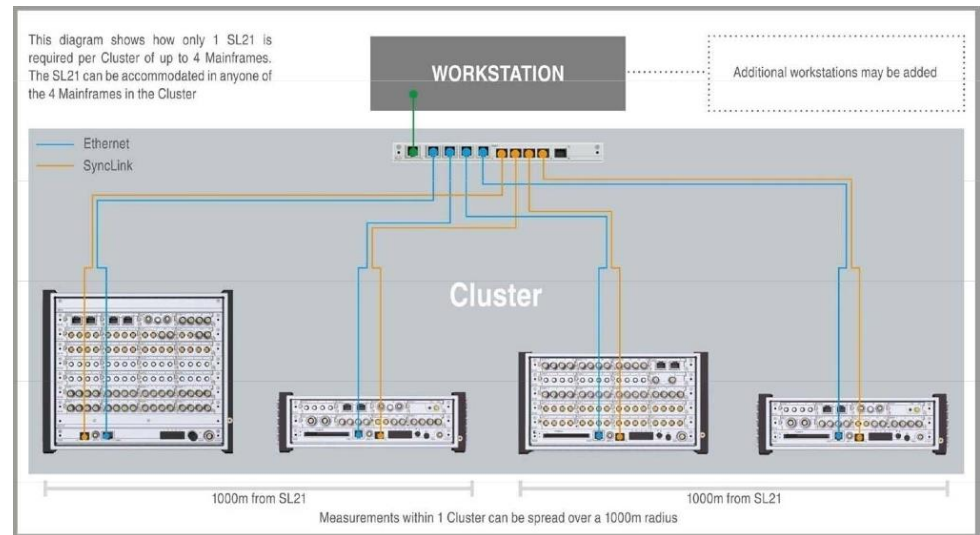 This diagram shows how only 1 SL21 is
required per Cluster of up to 4 Mainframes.
The SL21 can be accommodated in anyone of
the 4 Mainframes in the Cluster
WORKSTATION
Additional workstations may be added
Ethernet
SyncLink
Cluster
1000m from SL21
1000m from SL21
Measurements within 1 Cluster can be spread over a 1000m radius